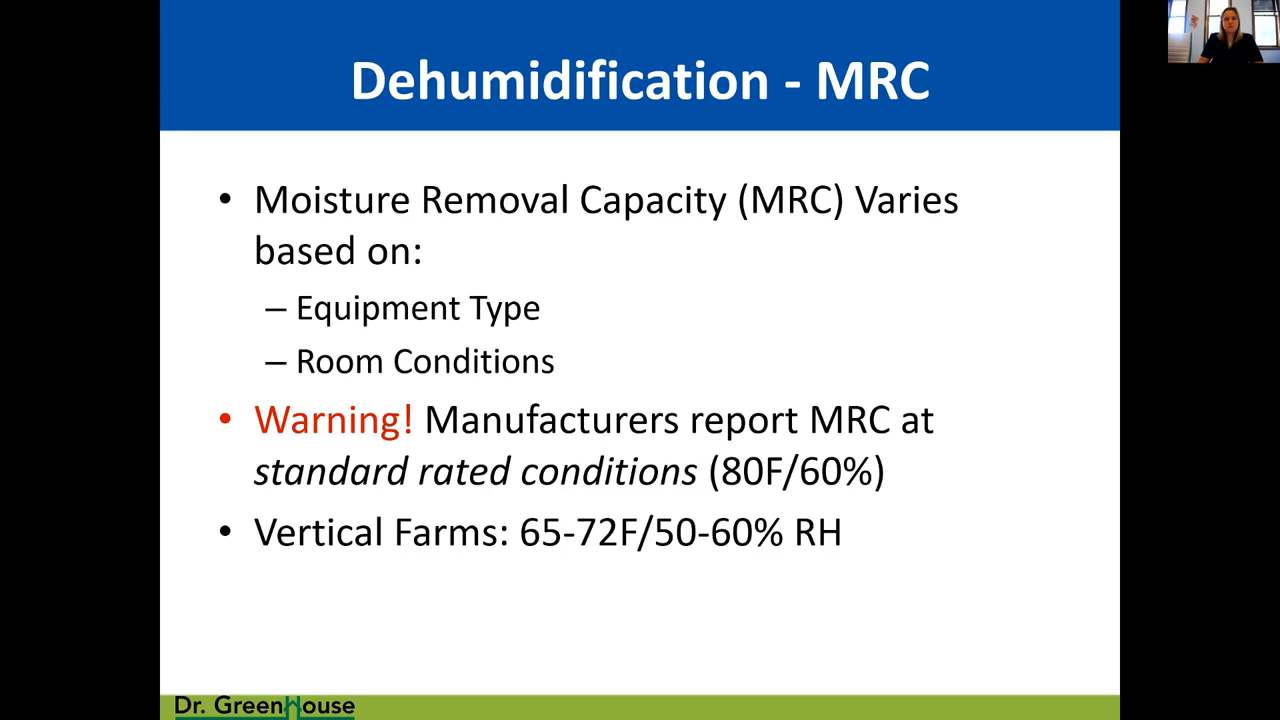 Dehumidification - MRC
• Moisture Removal Capacity (MRC) Varies
based on:
– Equipment Type
– Room Conditions
• Warning! Manufacturers report MRC at
standard rated conditions (80F/60%)
• Vertical Farms: 65-72F/50-60% RH
Dr. GreenHouse